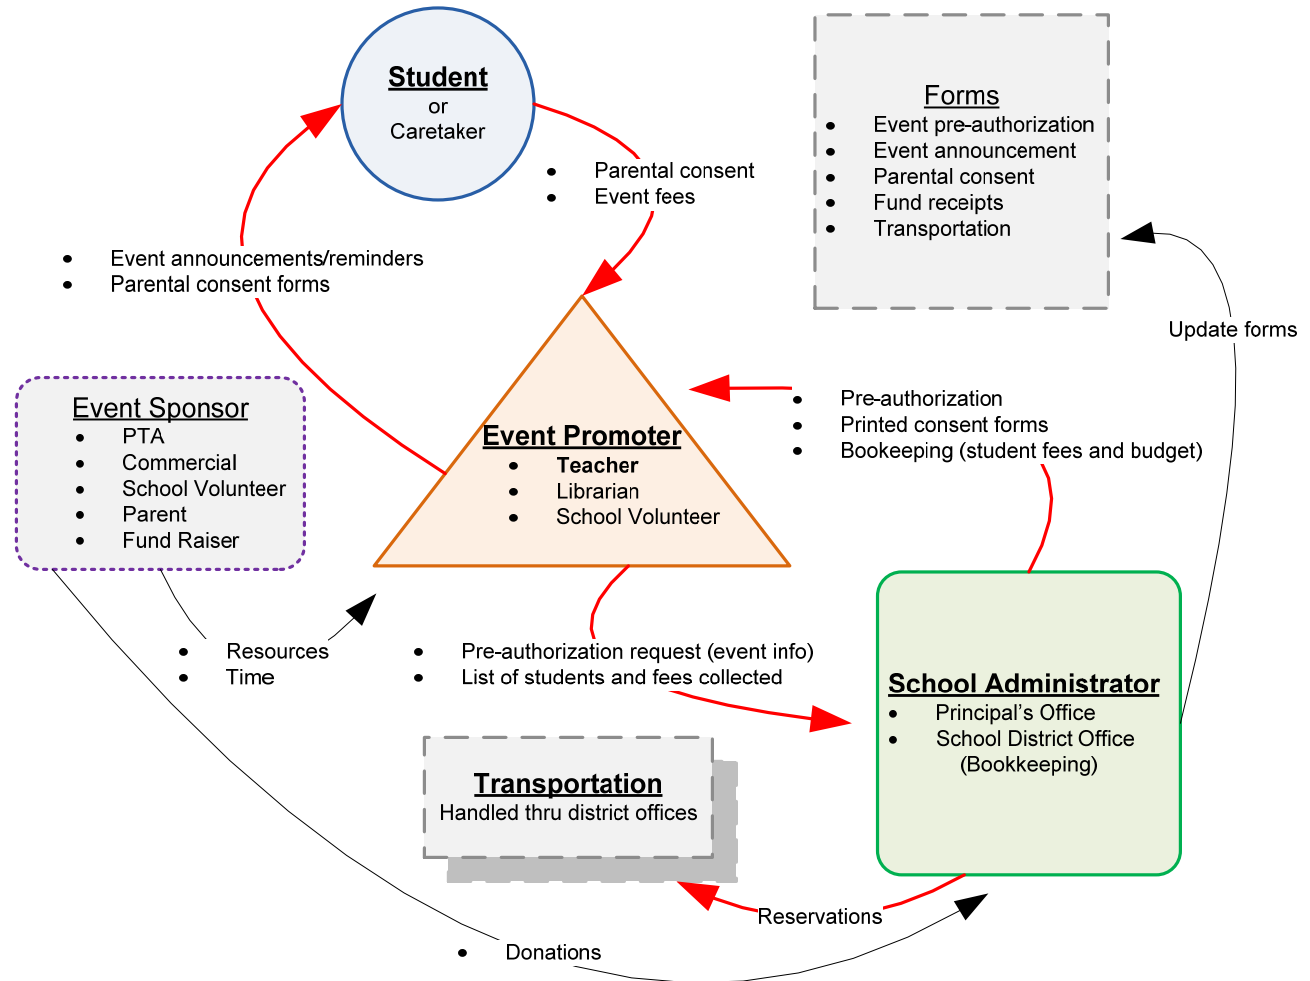 Student
or
Caretaker
Forms
• Event pre-authorization
• Event announcement
• Parental consent
• Fund receipts
• Transportation
• Parental consent
• Event fees
• Event announcements/reminders
• Parental consent forms
Update forms
Event Sponsor
• PTA
• Commercial
• School Volunteer
• Parent
• Fund Raiser
Event Promoter
• Teacher
• Librarian
• School Volunteer
• Pre-authorization
• Printed consent forms
• Bookkeeping (student fees and budget)
• Resources
• Time
• Pre-authorization request (event info)
• List of students and fees collected
School Administrator
• Principal’s Office
• School District Office
(Bookkeeping)
Transportation
Handled thru district offices
Reservations
• Donations